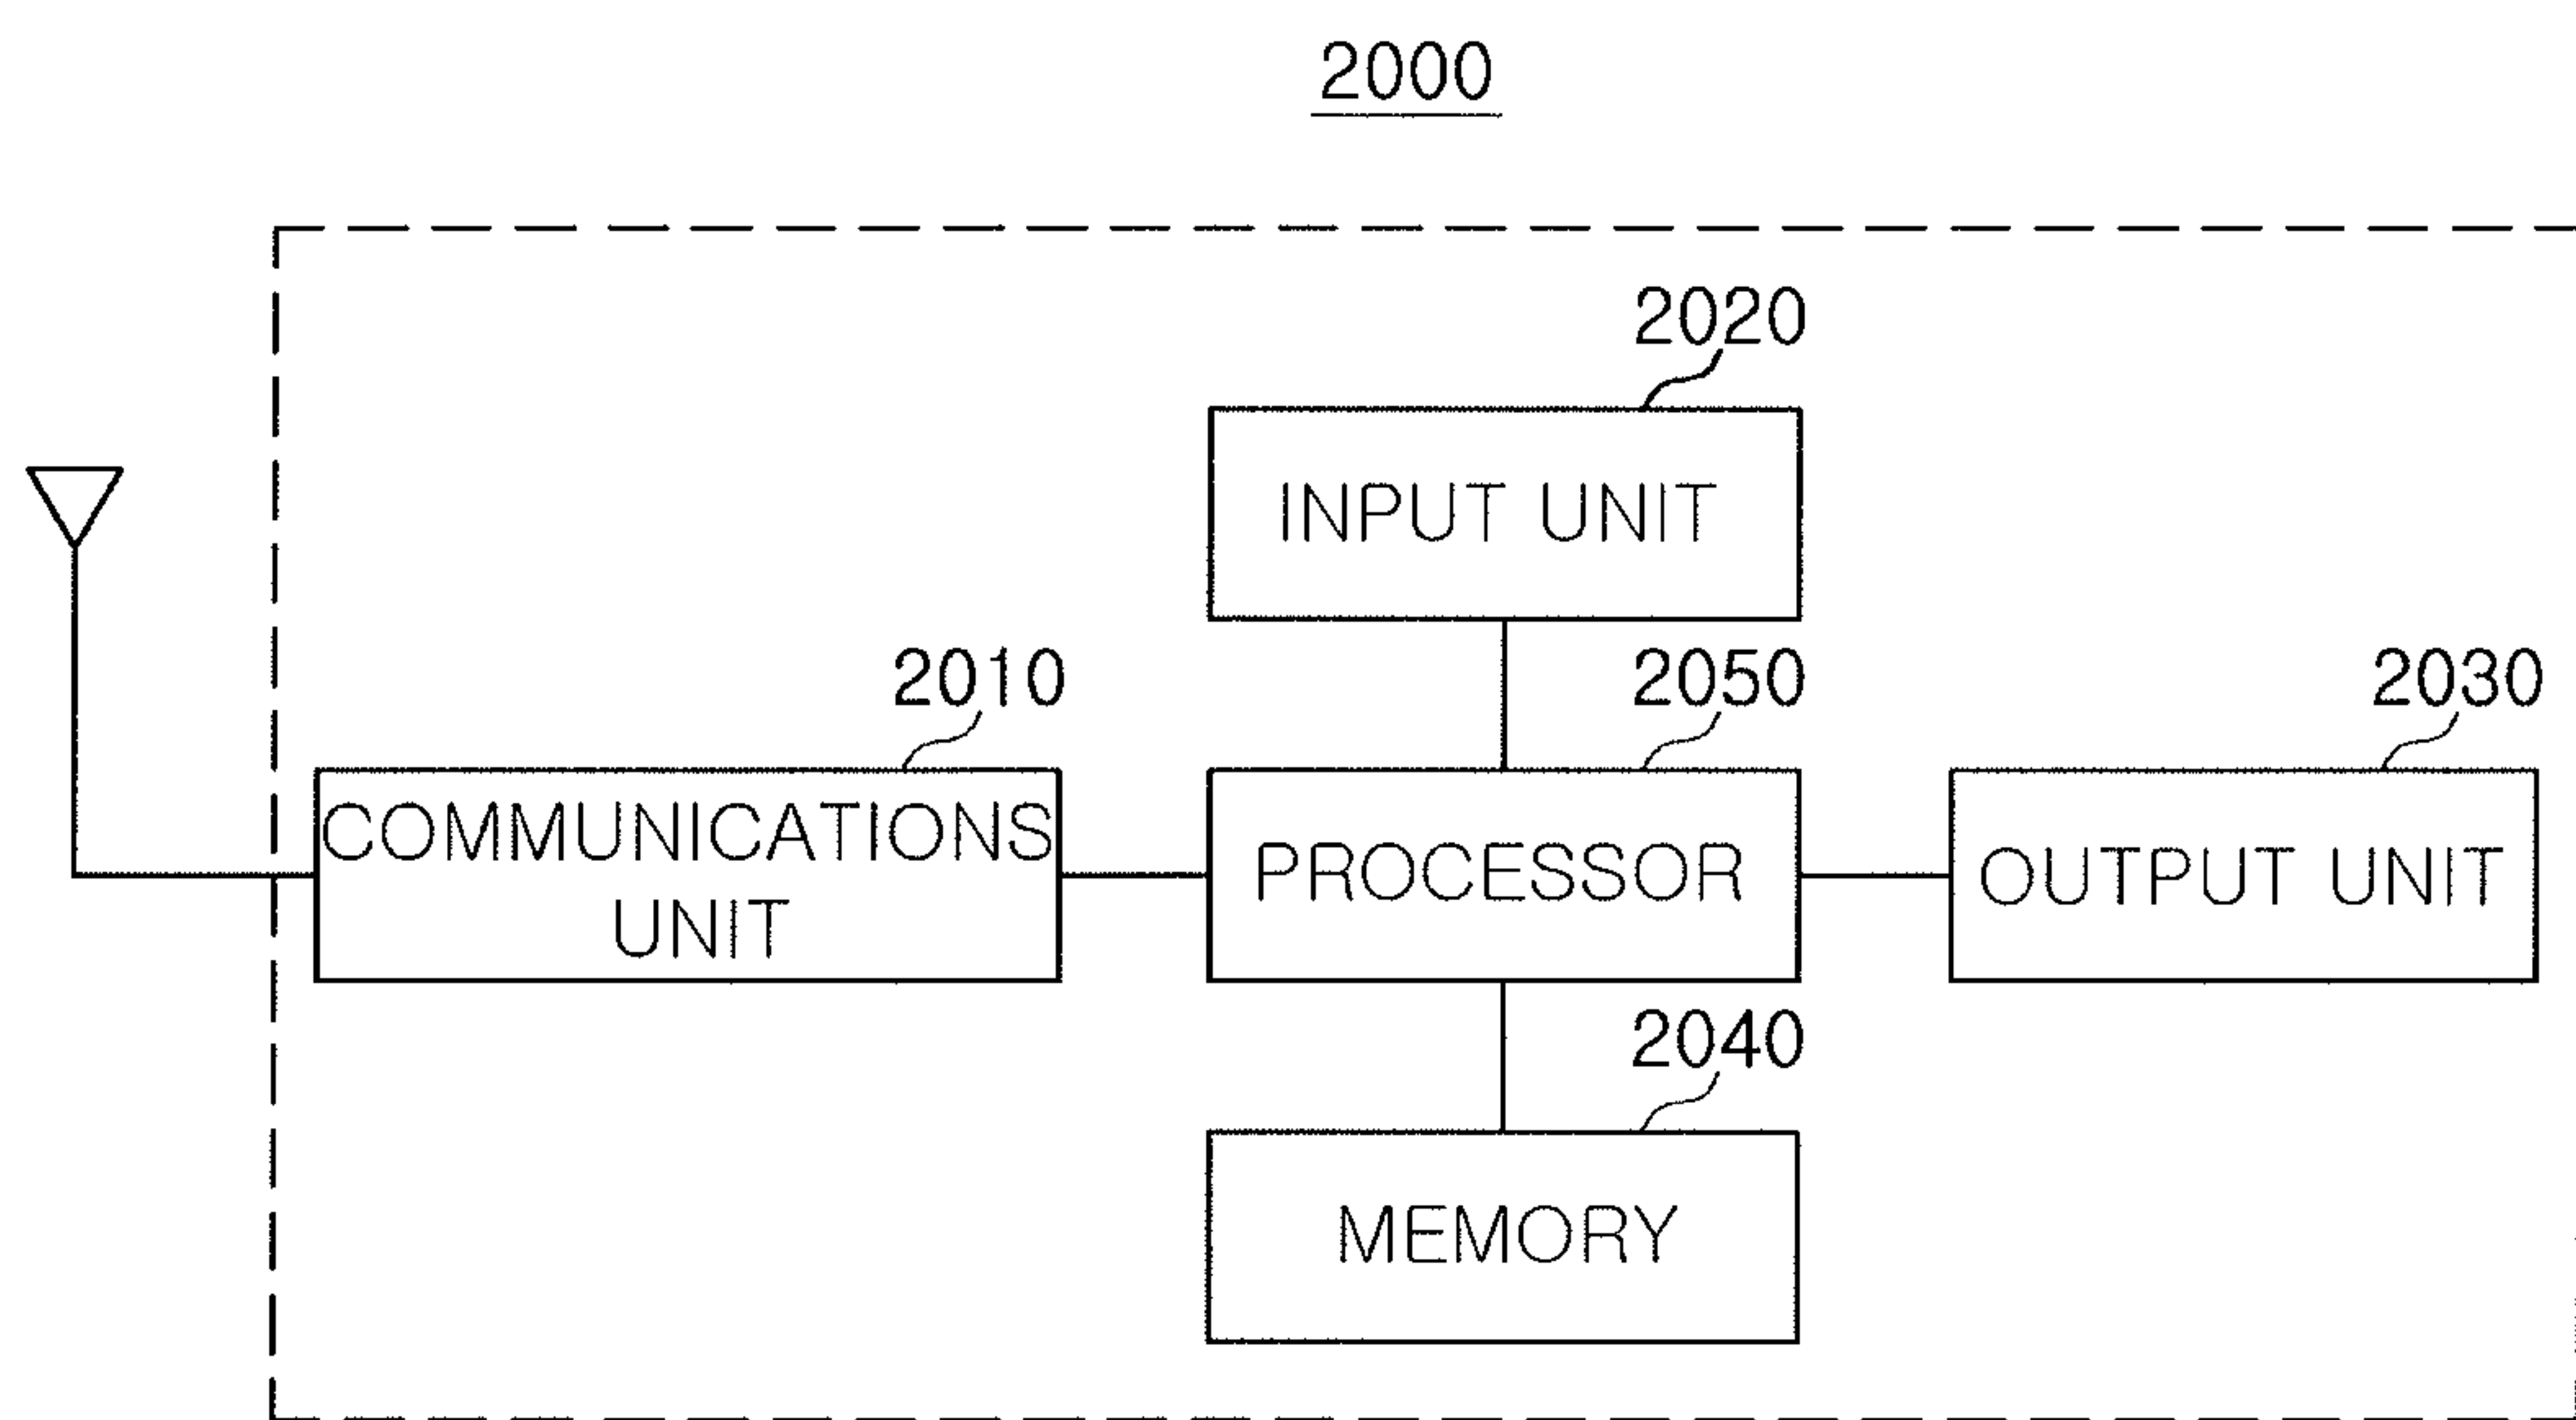 2000
2020
INPUT UNIT
2010
2050
2030
COMMUNICATIONS
UNIT
PROCESSOR
OUTPUT UNIT
2040
MEMORY